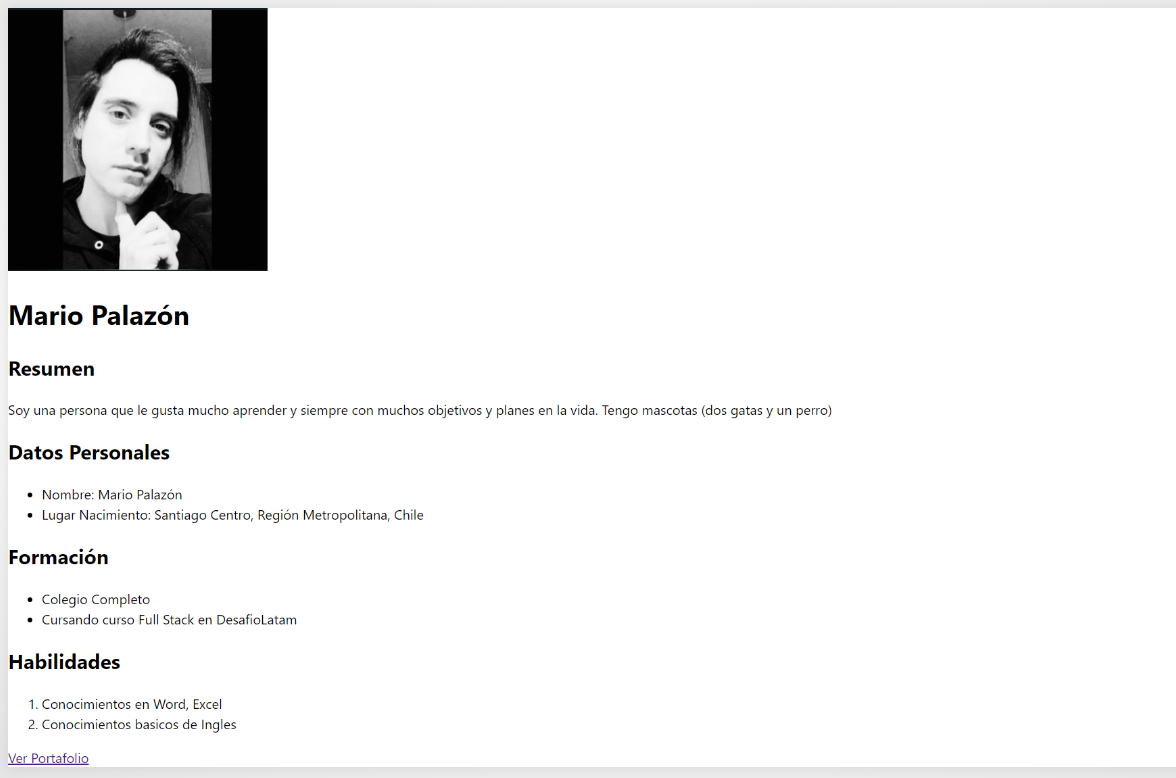 Mario Palazón
Resumen
Soy una persona que le gusta mucho aprender y siempre con muchos objetivos y planes en la vida. Tengo mascotas (dos gatas y un perro)
Datos Personales
• Nombre: Mario Palazón
• Lugar Nacimiento: Santiago Centro, Región Metropolitana, Chile
Formación
• Colegio Completo
• Cursando curso Full Stack en DesafioLatam
Habilidades
1. Conocimientos en Word, Excel
2. Conocimientos basicos de Ingles
Ver Portafolio